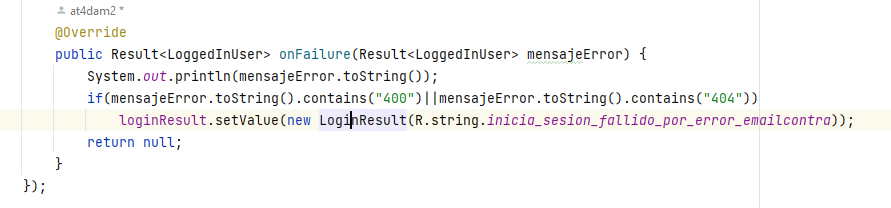 at4dam2 *
@Override
public Result<LoggedInUser> onFailure(Result<LoggedInUser> mensajeError) {
System.out.println(mensajeError.toString());
if(mensajeError.toString().contains("400")||mensajeError.toString().contains("404"))
loginResult.setValue(new LoginResult(R.string.inicia_sesion_fallido_por_error_emailcontra));
return null;
}
});